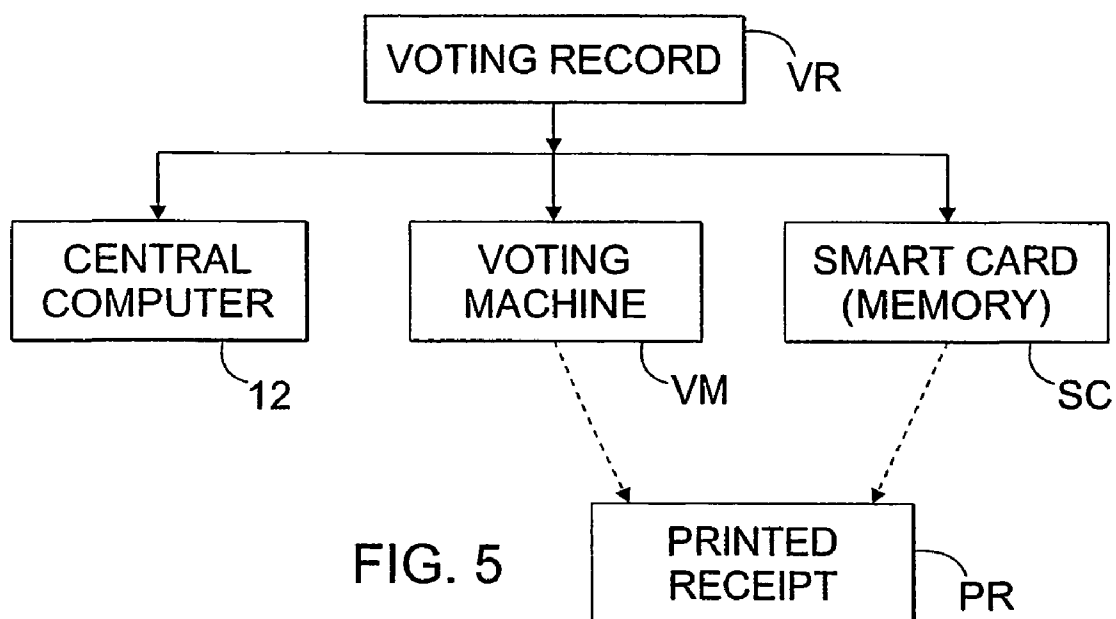 VOTING RECORD
VR
CENTRAL
COMPUTER
12
VOTING
MACHINE
VM
SMART CARD
(MEMORY)
SC
PRINTED
RECEIPT
PR
FIG. 5